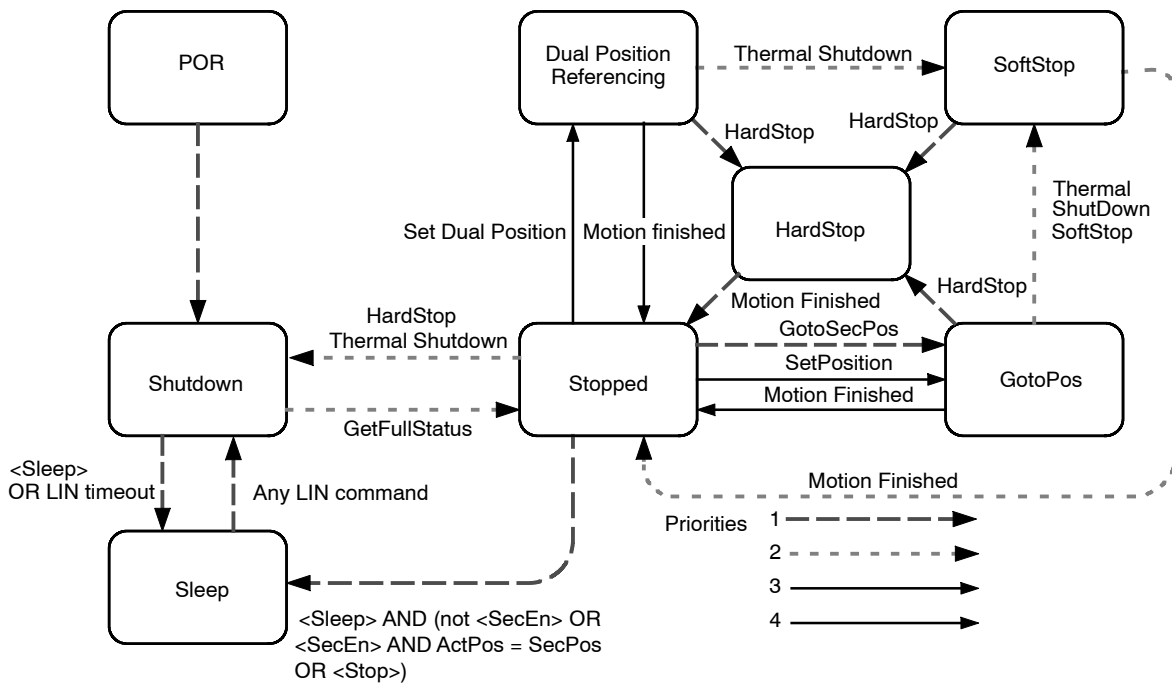 POR
Dual Position
Referencing
Thermal Shutdown
SoftStop
HardStop
HardStop
Thermal
ShutDown
SoftStop
HardStop
Set Dual Position
Motion finished
HardStop
Motion Finished
HardStop
Thermal Shutdown
GotoSecPos
SetPosition
Motion Finished
Shutdown
Stopped
GotoPos
GetFullStatus
<Sleep>
OR LIN timeout
Any LIN command
Motion Finished
Priorities
1
2
3
4
Sleep
<Sleep> AND (not <SecEn> OR
<SecEn> AND ActPos = SecPos
OR <Stop>)